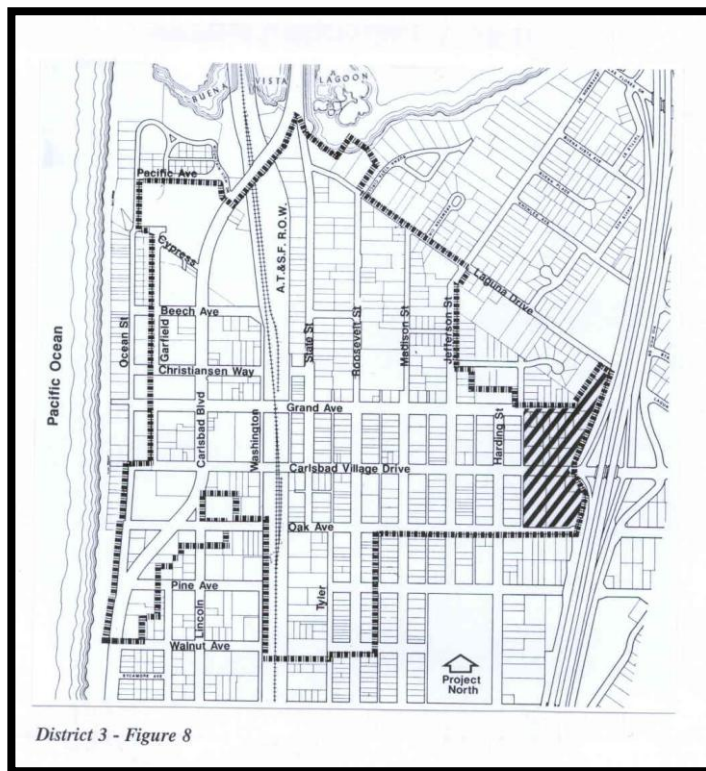 BUENA VISTA LAGOON
Pacific Ave
Cypress
A.T.&S.F. R.O.W.
Laguna Drive
Beech Ave
Ocean St
Garfield
State St
Roosevelt St
Madison St
Jefferson St
Christiansen Way
Pacific Ocean
Carlsbad Blvd
Washington
Grand Ave
Harding St
Carlsbad Village Drive
Oak Ave
Pine Ave
Lincoln
Tyler
Walnut Ave
Project
North
District 3 - Figure 8